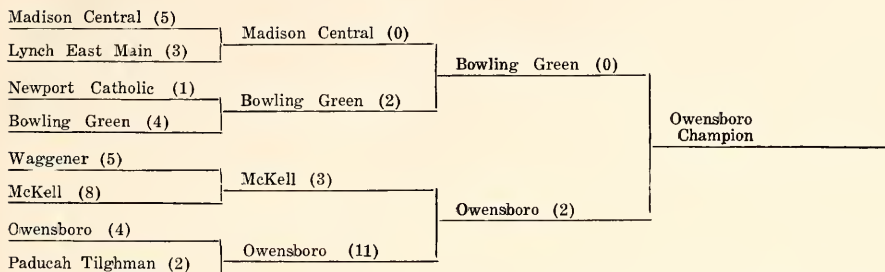 Madison Central (5)
Lynch East Main (3)
Newport Catholic (1)
Bowling Green (4)
Waggener (5)
McKell (8)
Owensboro (4)
Paducah Tilghman (2)
Madison Central (0)
Bowling Green (2)
McKell (3)
Owensboro (11)
Bowling Green (0)
Owensboro (2)
Owensboro
Champion